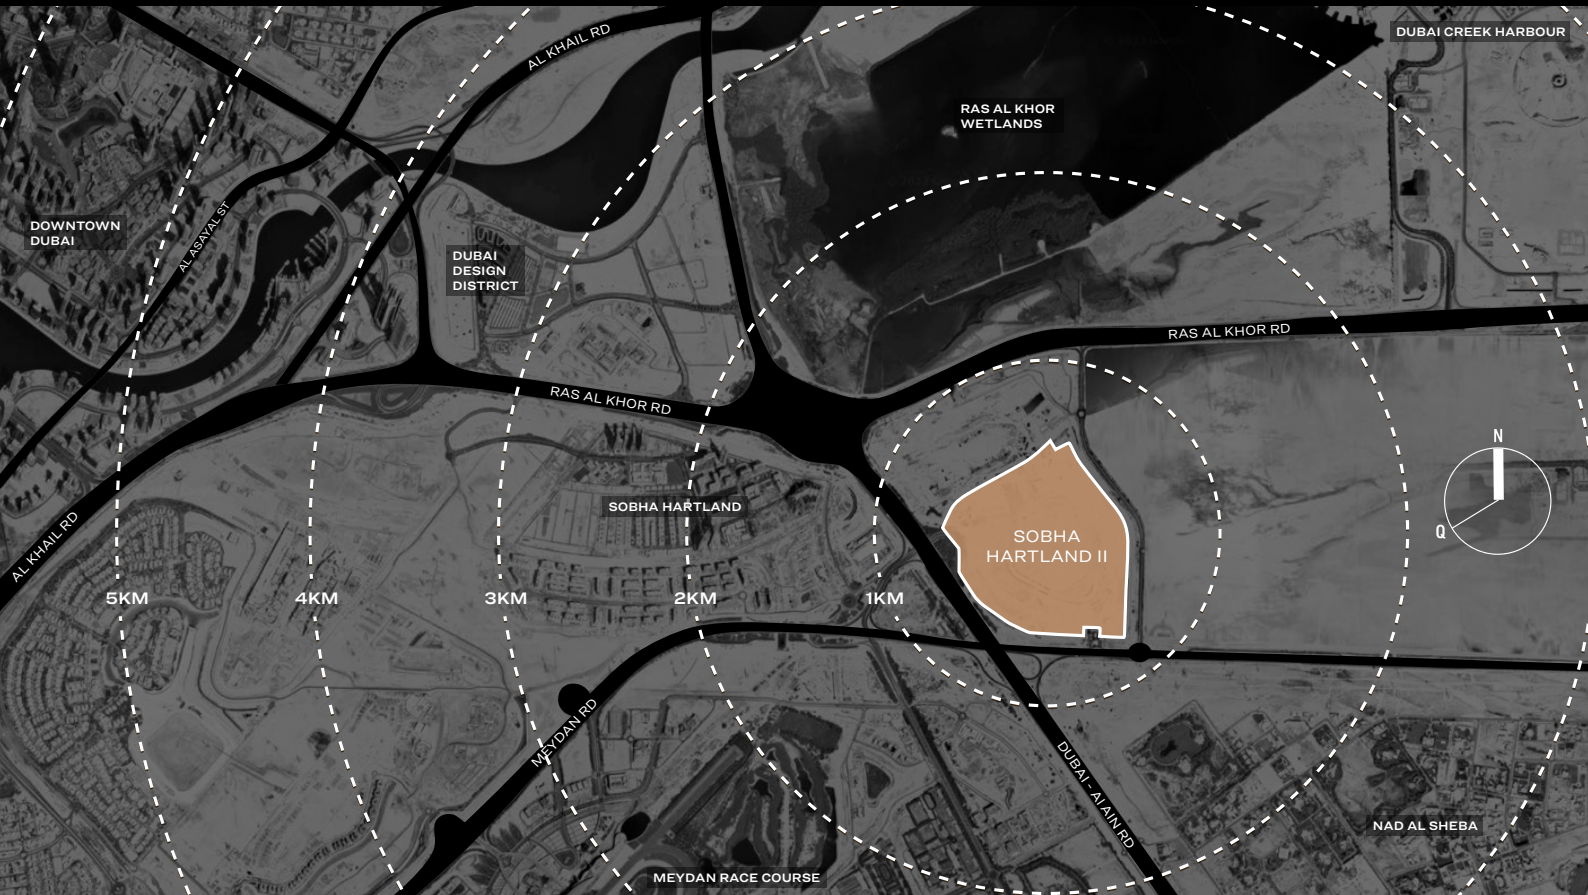 DUBAI CREEK HARBOUR
AL KHAIL RD
RAS AL KHOR
WETLANDS
DOWNTOWN
DUBAI
AL ASAYAL ST
DUBAI
DESIGN
DISTRICT
RAS AL KHOR RD
RAS AL KHOR RD
N
Q
SOBHA HARTLAND
SOBHA
HARTLAND II
AL KHAIL RD
5KM
4KM
3KM
2KM
1KM
MEYDAN RD
DUBAI - Al AIN RD
NAD AL SHEBA
MEYDAN RACE COURSE